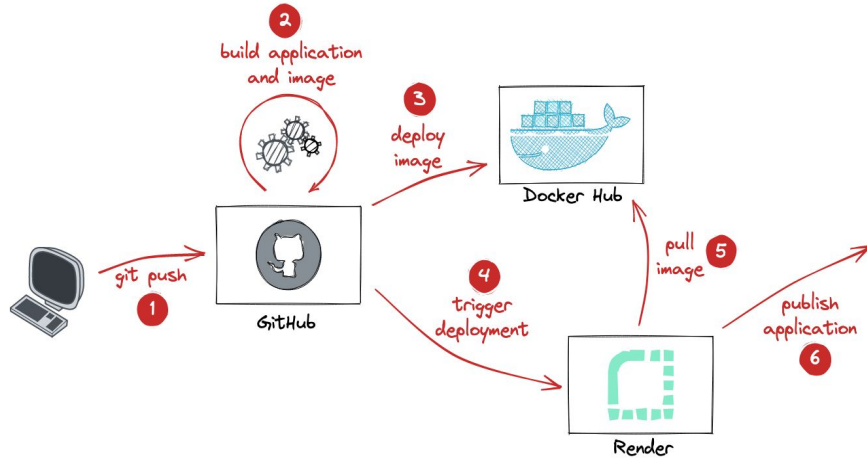 2
build application
and image
3
deploy
image
Docker Hub
git push
1
GitHub
4
trigger
deployment
pull
image
5
publish
application
6
Render